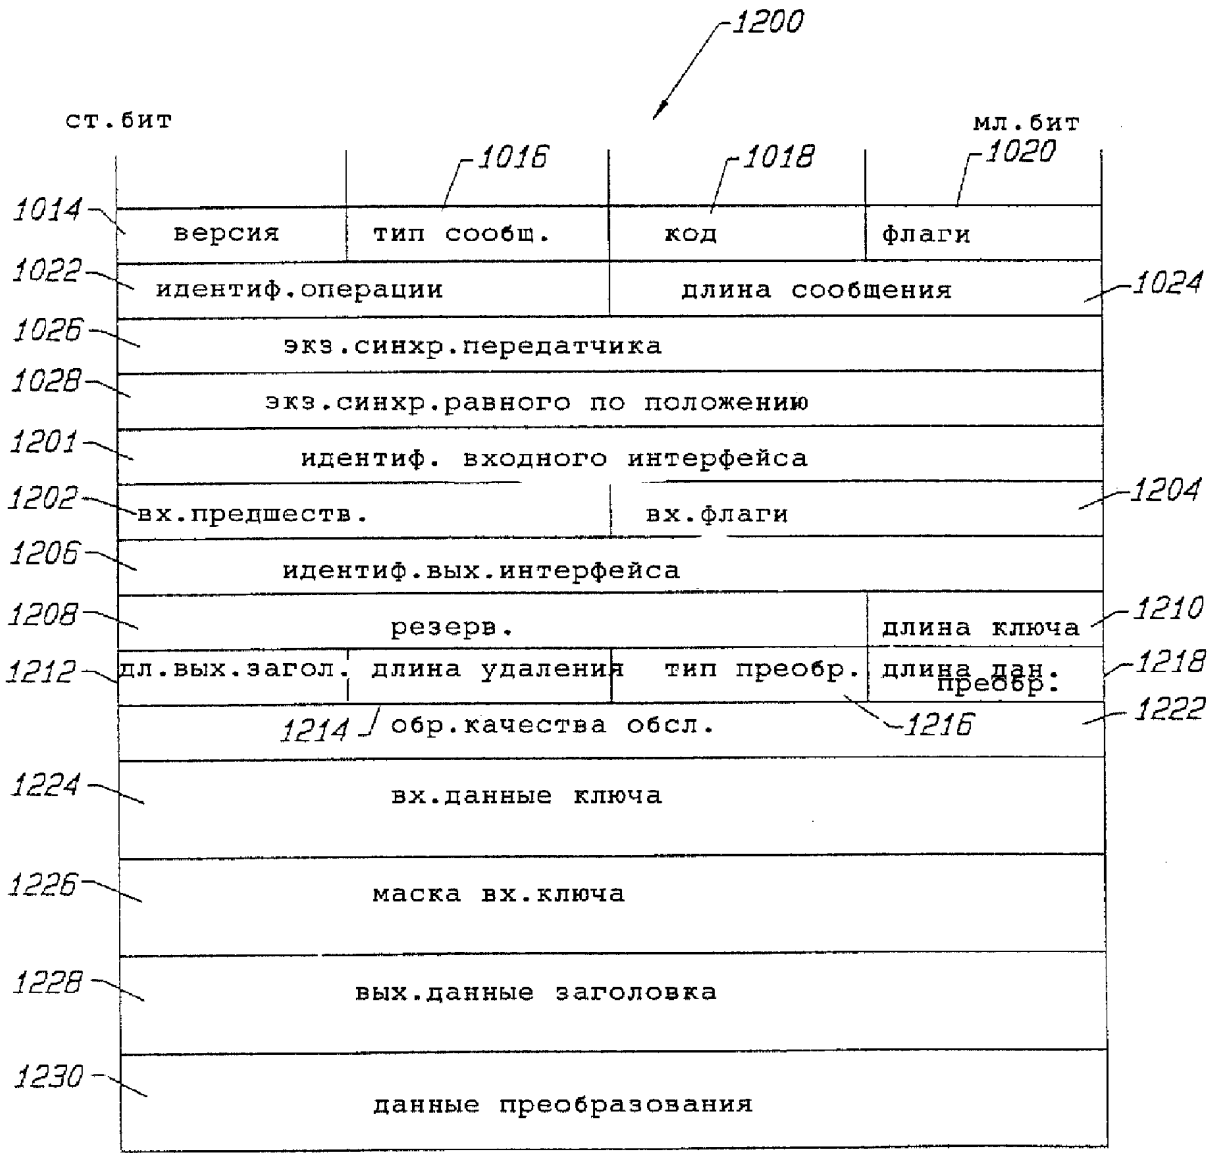 1200
ст.бит мл.бит
1016 1018 1020
1014 версия тип сообщ. код флаги
1022 идентиф.операции длина сообщения 1024
1026 экз.синхр.передатчика
1028 экз.синхр.равного по положению
1201 идентиф. входного интерфейса
1202 вх.предшеств. вх.флаги 1204
1206 идентиф.вых.интерфейса
1208 резерв. длина ключа 1210
1212 дл.вых.загол. длина удаления тип преобр. длина дан. 1218
преобр.
1214 обр.качества обсл. 1216 1222
1224 вх.данные ключа
1226 маска вх.ключа
1228 вых.данные заголовка
1230 данные преобразования